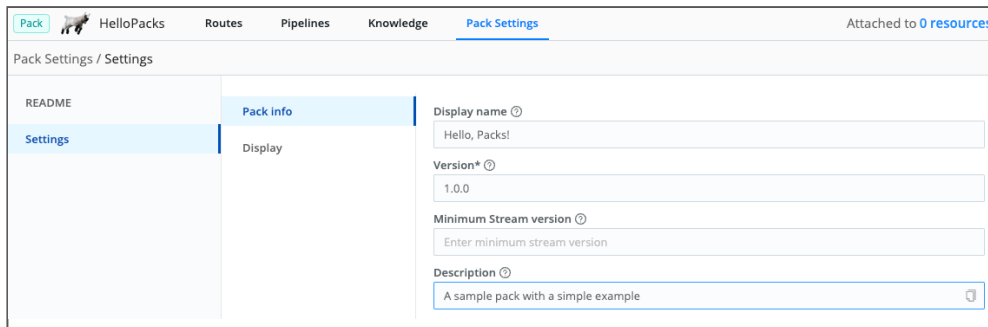 Pack HelloPacks Routes Pipelines Knowledge Pack Settings Attached to 0 resources
Pack Settings / Settings
README
Settings
Pack info
Display
Display name
Hello, Packs!
Version*
1.0.0
Minimum Stream version
Enter minimum stream version
Description
A sample pack with a simple example